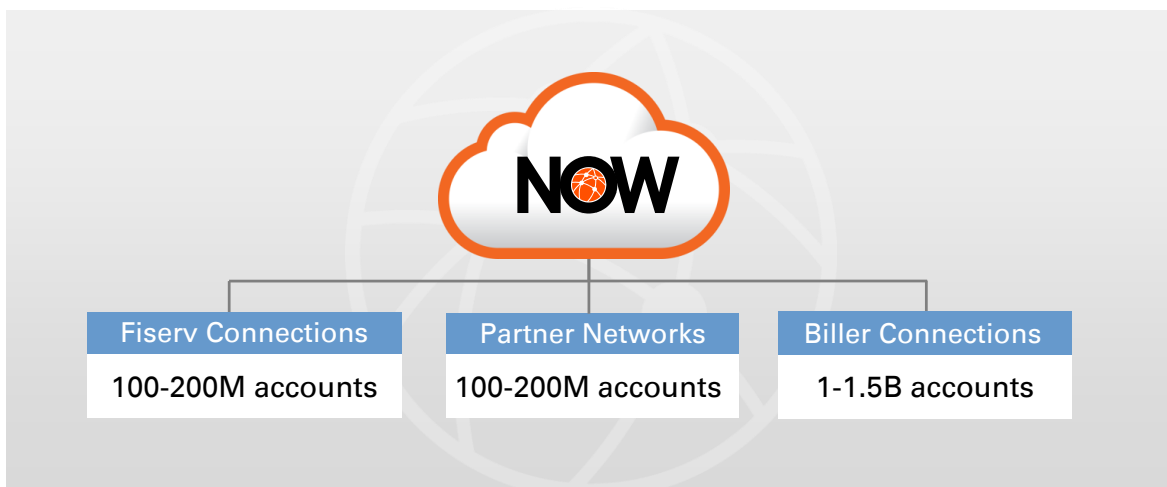 NOW
Fiserv Connections
100-200M accounts
Partner Networks
100-200M accounts
Biller Connections
1-1.5B accounts